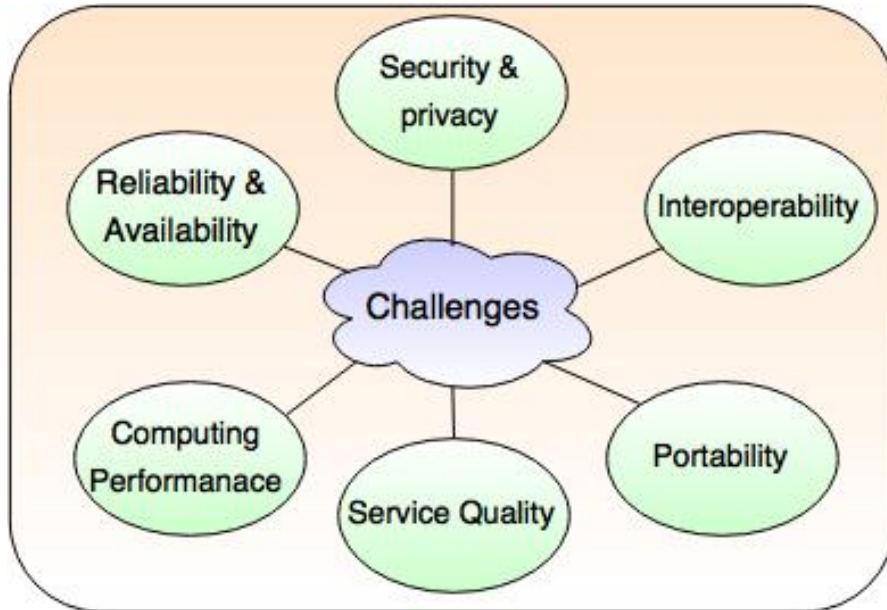 Security &
privacy
Reliability &
Availability
Interoperability
Challenges
Computing
Performanace
Service Quality
Portability